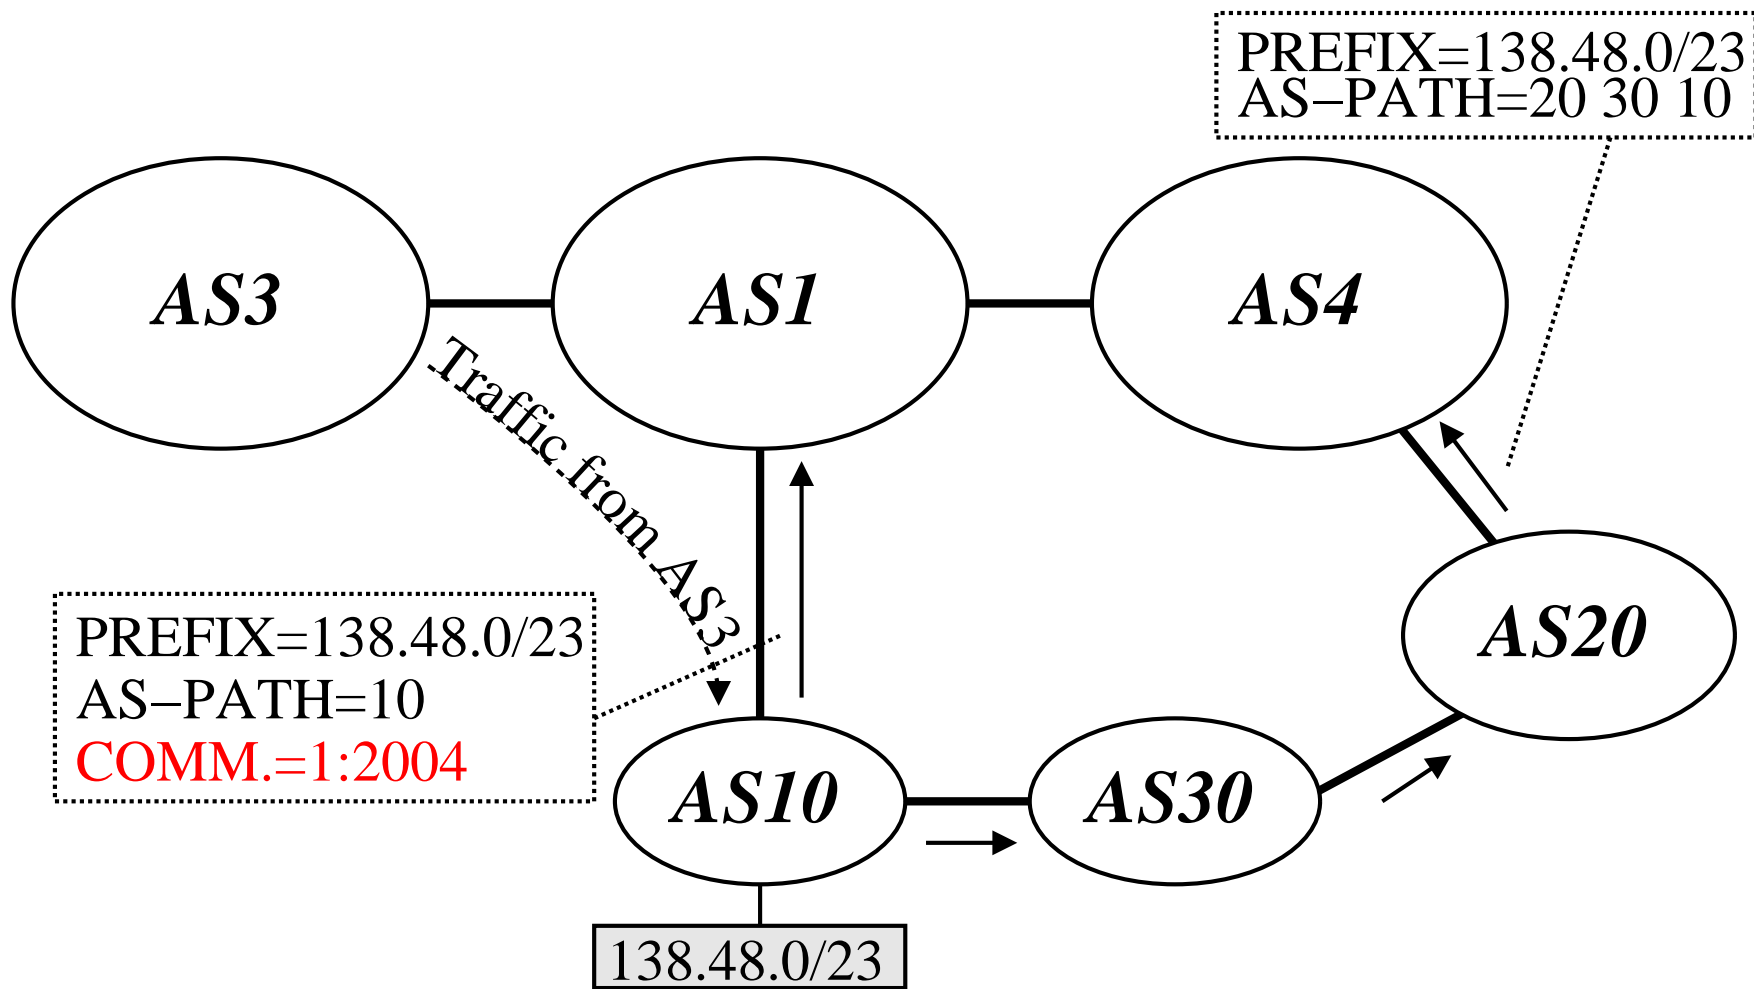 PREFIX=138.48.0/23
AS−PATH=20 30 10
AS3
AS1
AS4
Traffic from AS3
PREFIX=138.48.0/23
AS−PATH=10
COMM.=1:2004
AS20
AS10
AS30
138.48.0/23